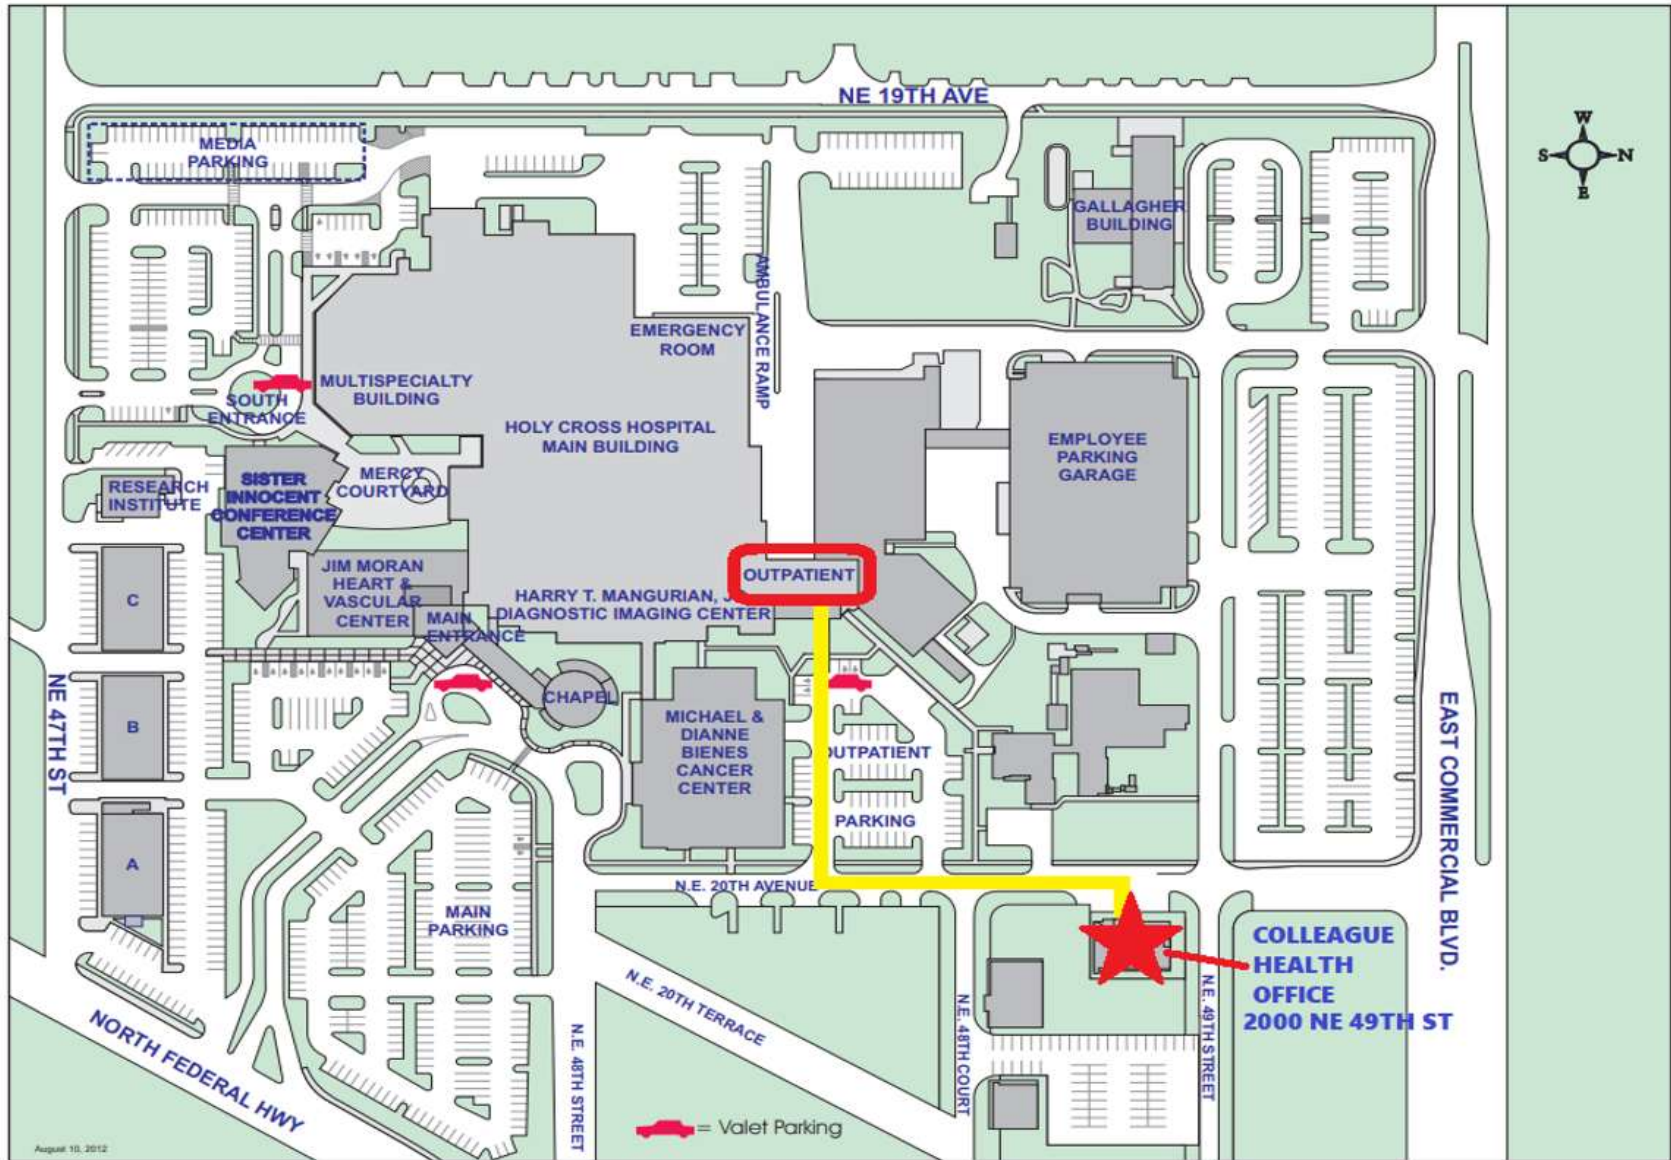 NE 19TH AVE
MEDIA
PARKING
W
S
N
E
GALLAGHER
BUILDING
AMBULANCE RAMP
EMERGENCY
ROOM
MULTISPECIALTY
BUILDING
SOUTH
ENTRANCE
HOLY CROSS HOSPITAL
MAIN BUILDING
EMPLOYEE
PARKING
GARAGE
MERCY
COURTYARD
RESEARCH
INSTITUTE
SISTER
INNOCENT
CONFERENCE
CENTER
JIM MORAN
HEART &
VASCULAR
CENTER
OUTPATIENT
HARRY T. MANGURIAN, J
DIAGNOSTIC IMAGING CENTER
MAIN
ENTRANCE
C
B
A
NE 47TH ST
CHAPEL
MICHAEL &
DIANNE
BIENES
CANCER
CENTER
OUTPATIENT
PARKING
EAST COMMERCIAL BLVD.
N.E. 20TH AVENUE
MAIN
PARKING
COLLEAGUE
HEALTH
OFFICE
2000 NE 49TH ST
N.E. 20TH TERRACE
N.E. 48TH COURT
N.E. 49TH STREET
N.E. 48TH STREET
NORTH FEDERAL HWY
= Valet Parking
August 10, 2012